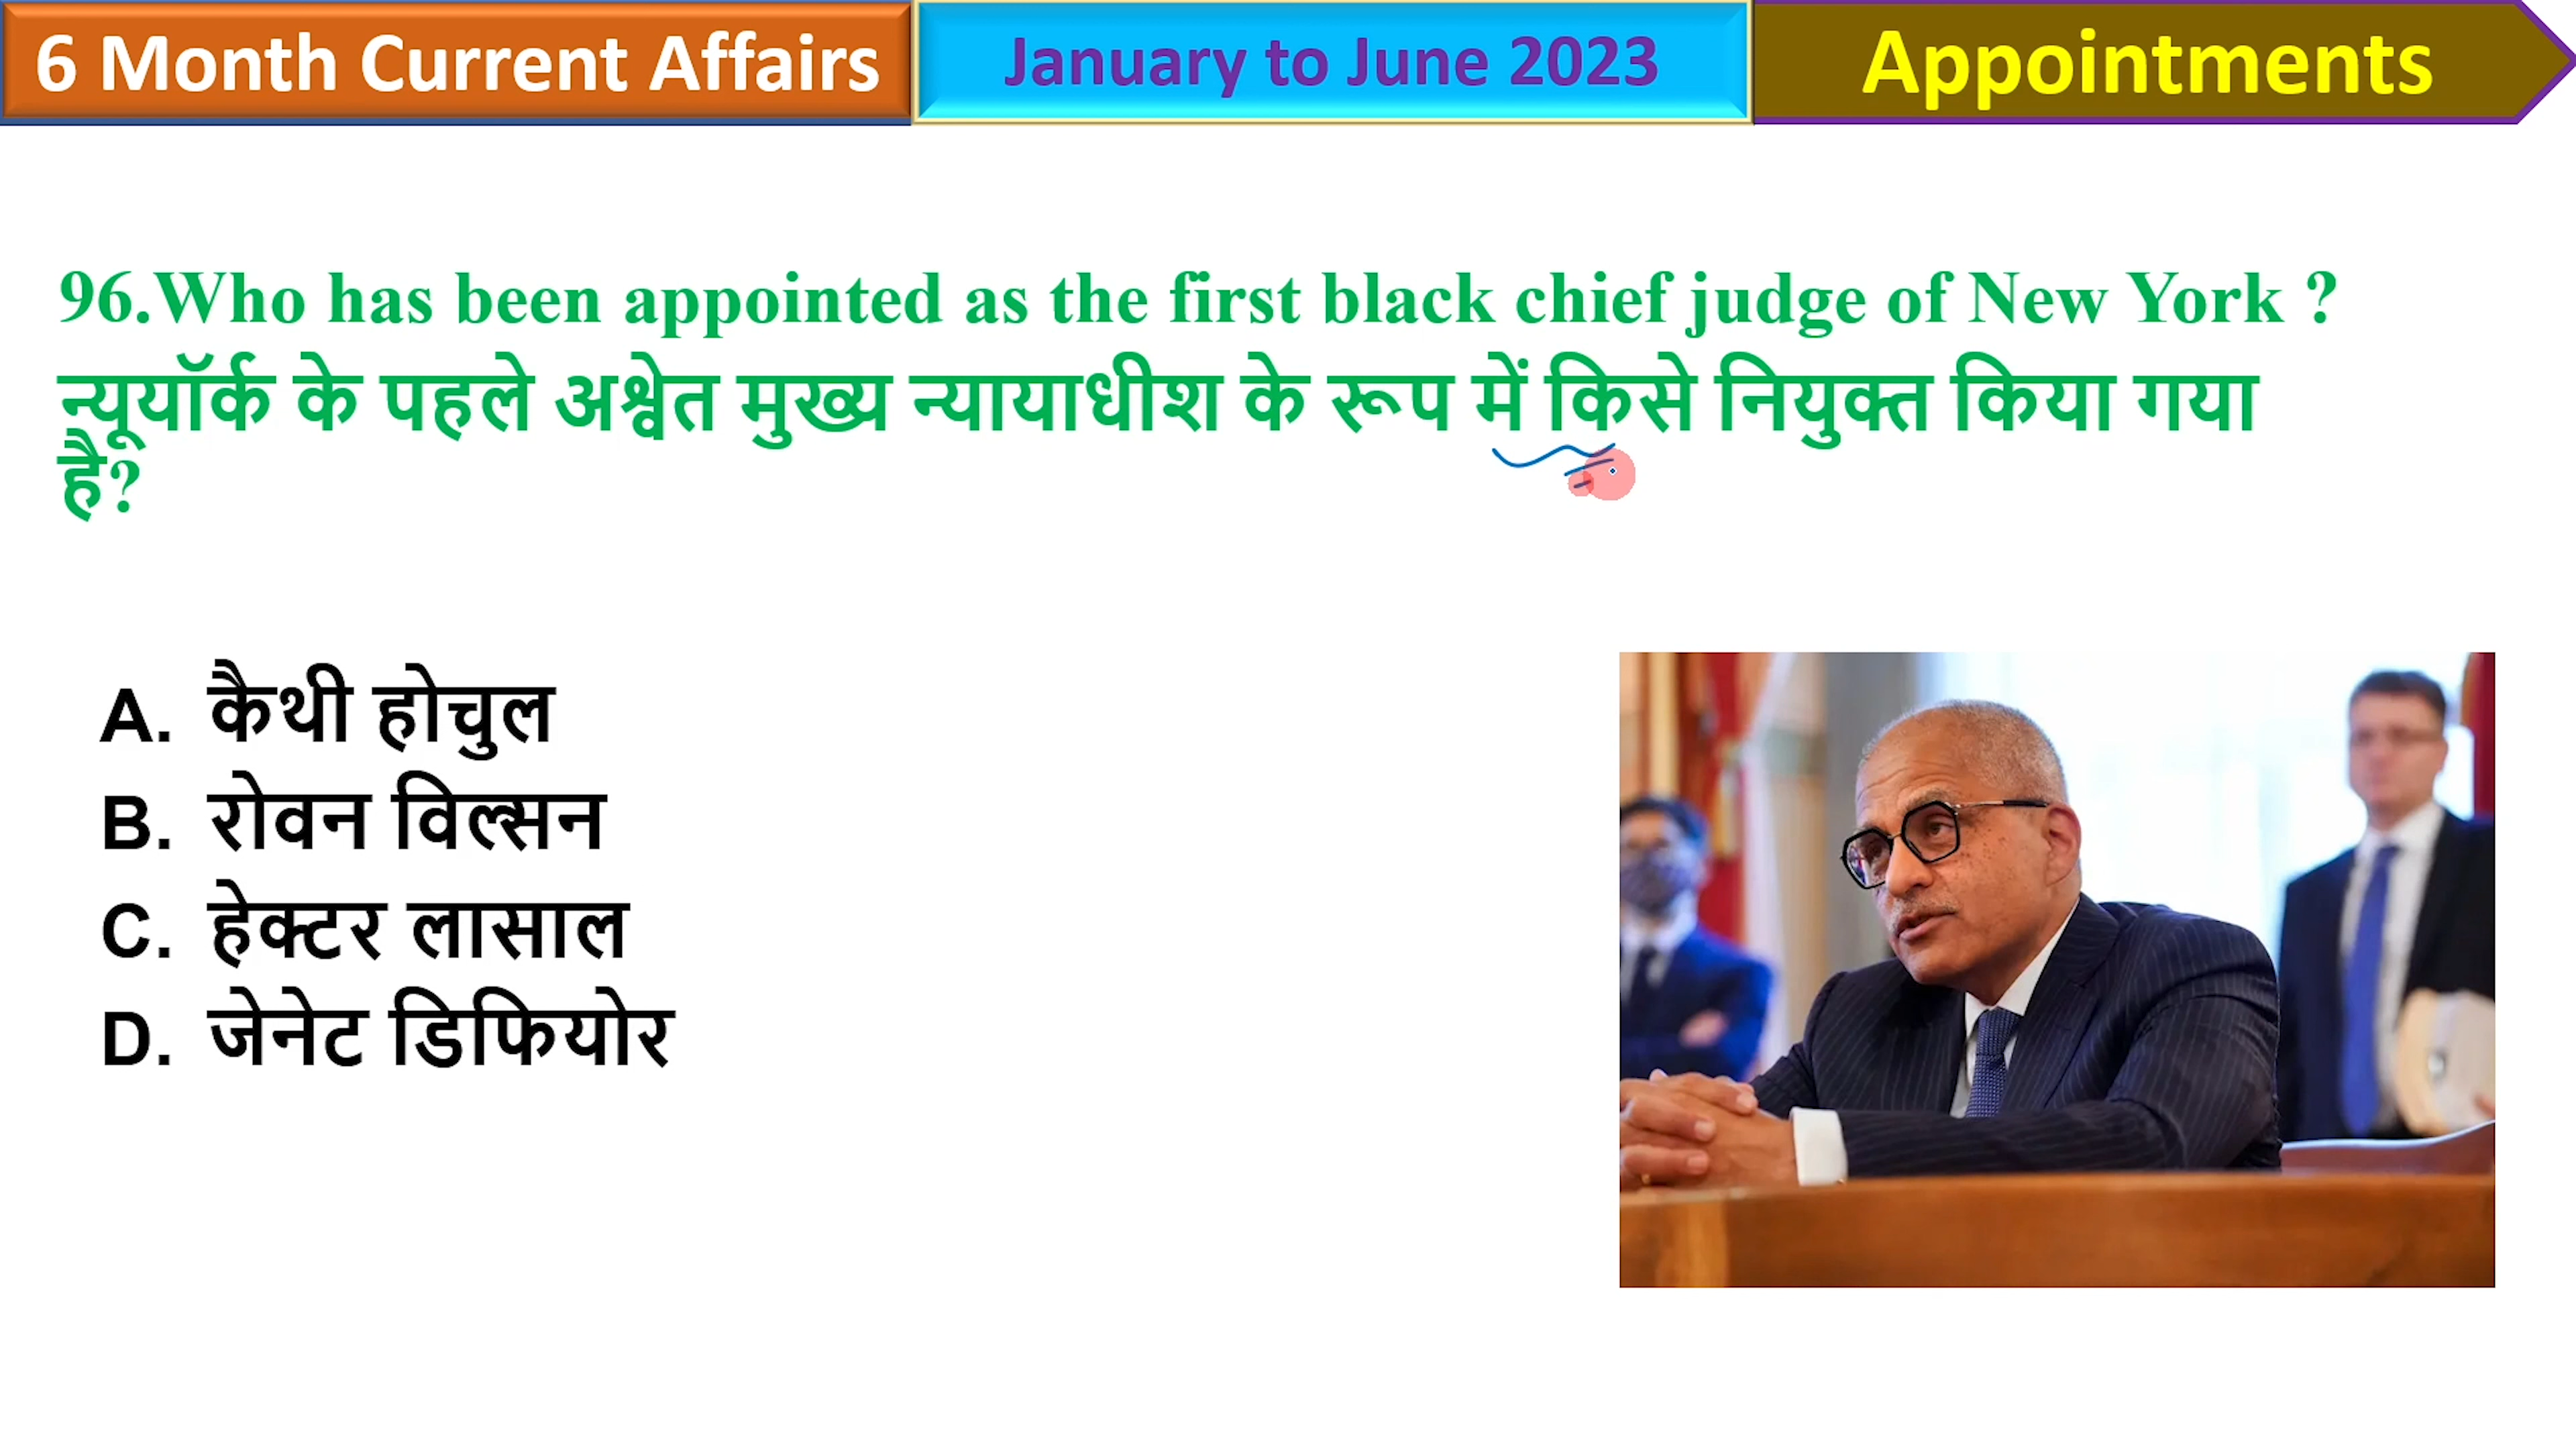 6 Month Current Affairs
January to June 2023
Appointments
96.Who has been appointed as the first black chief judge of New York ?
न्यूयॉर्क के पहले अश्वेत मुख्य न्यायाधीश के रूप में किसे नियुक्त किया गया
है?
A. कैथी होचुल
B. रोवन विल्सन
C. हेक्टर लासाल
D. जेनेट डिफियोर